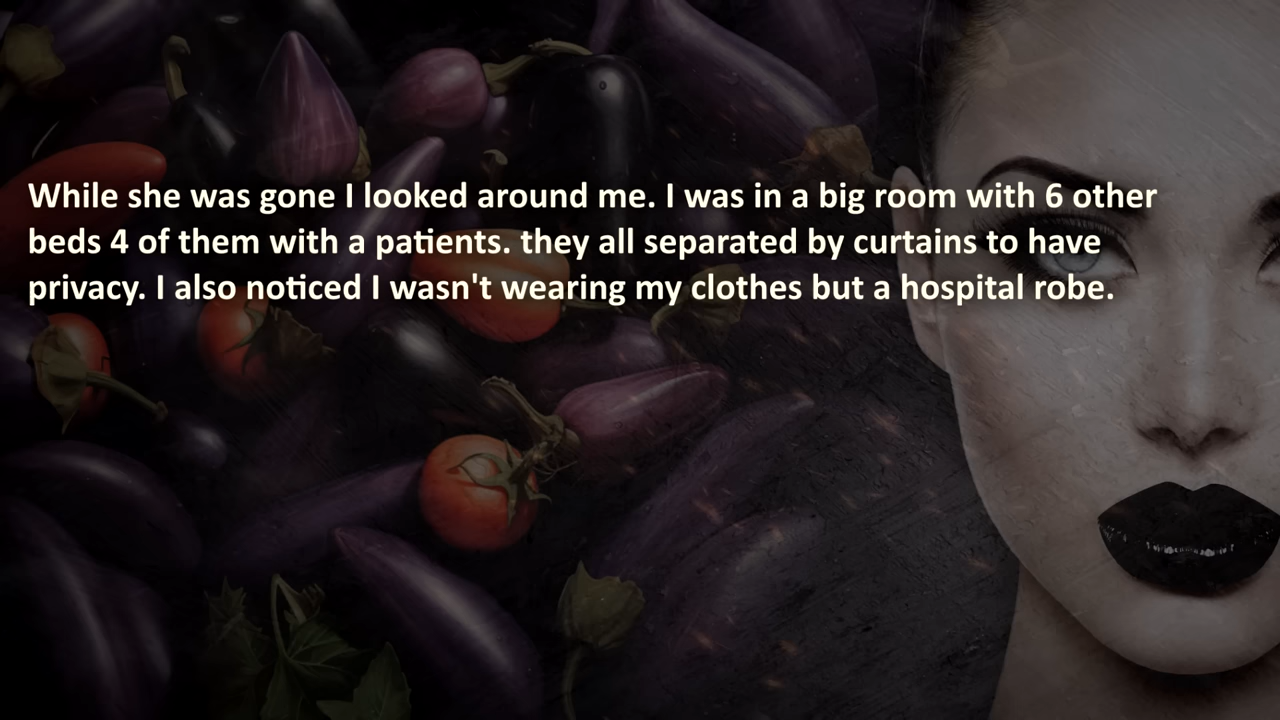 While she was gone I looked around me. I was in a big room with 6 other
beds 4 of them with a patients. they all separated by curtains to have
privacy. I also noticed I wasn't wearing my clothes but a hospital robe.